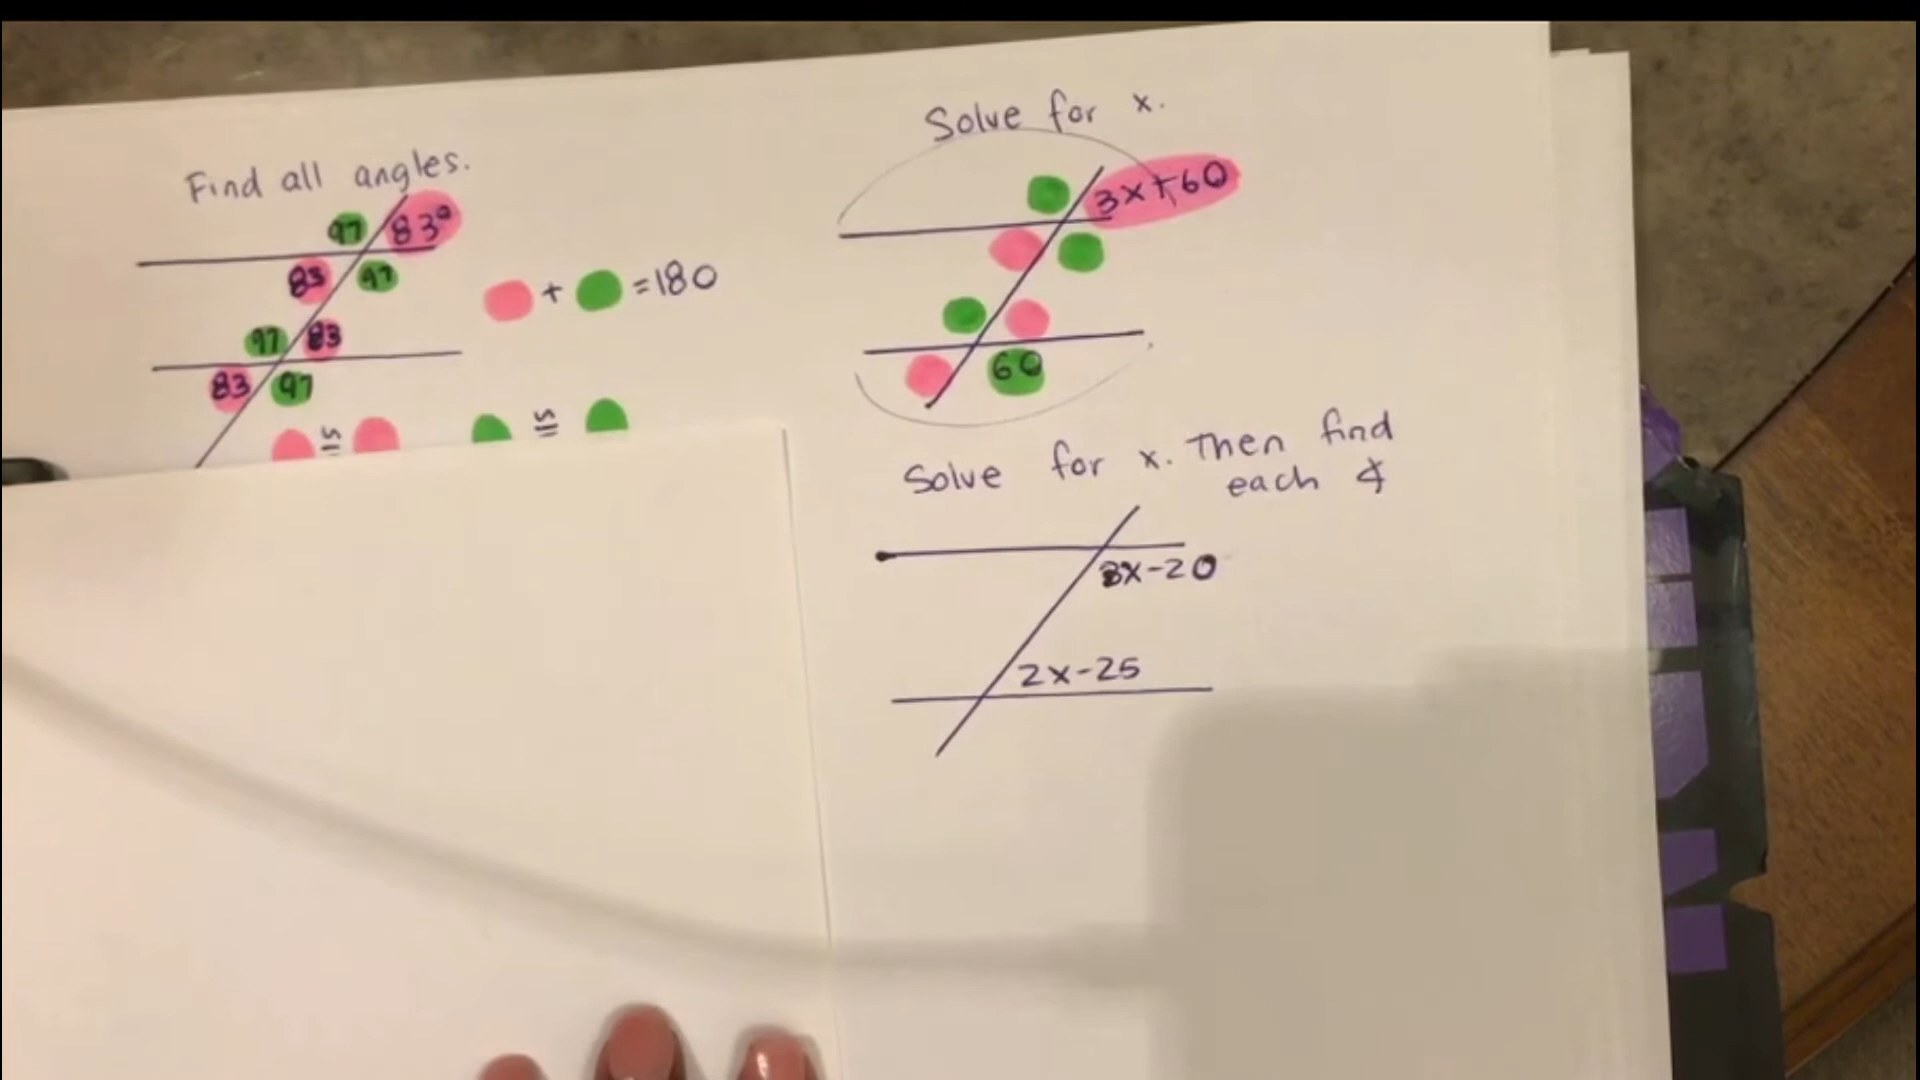 Find all angles.
97 83°
83 97
97 83
83 97
+ = 180
≅ ≅
Solve for x.
3x+60
60
Solve for x. Then find
each ∡
3x-20
2x-25